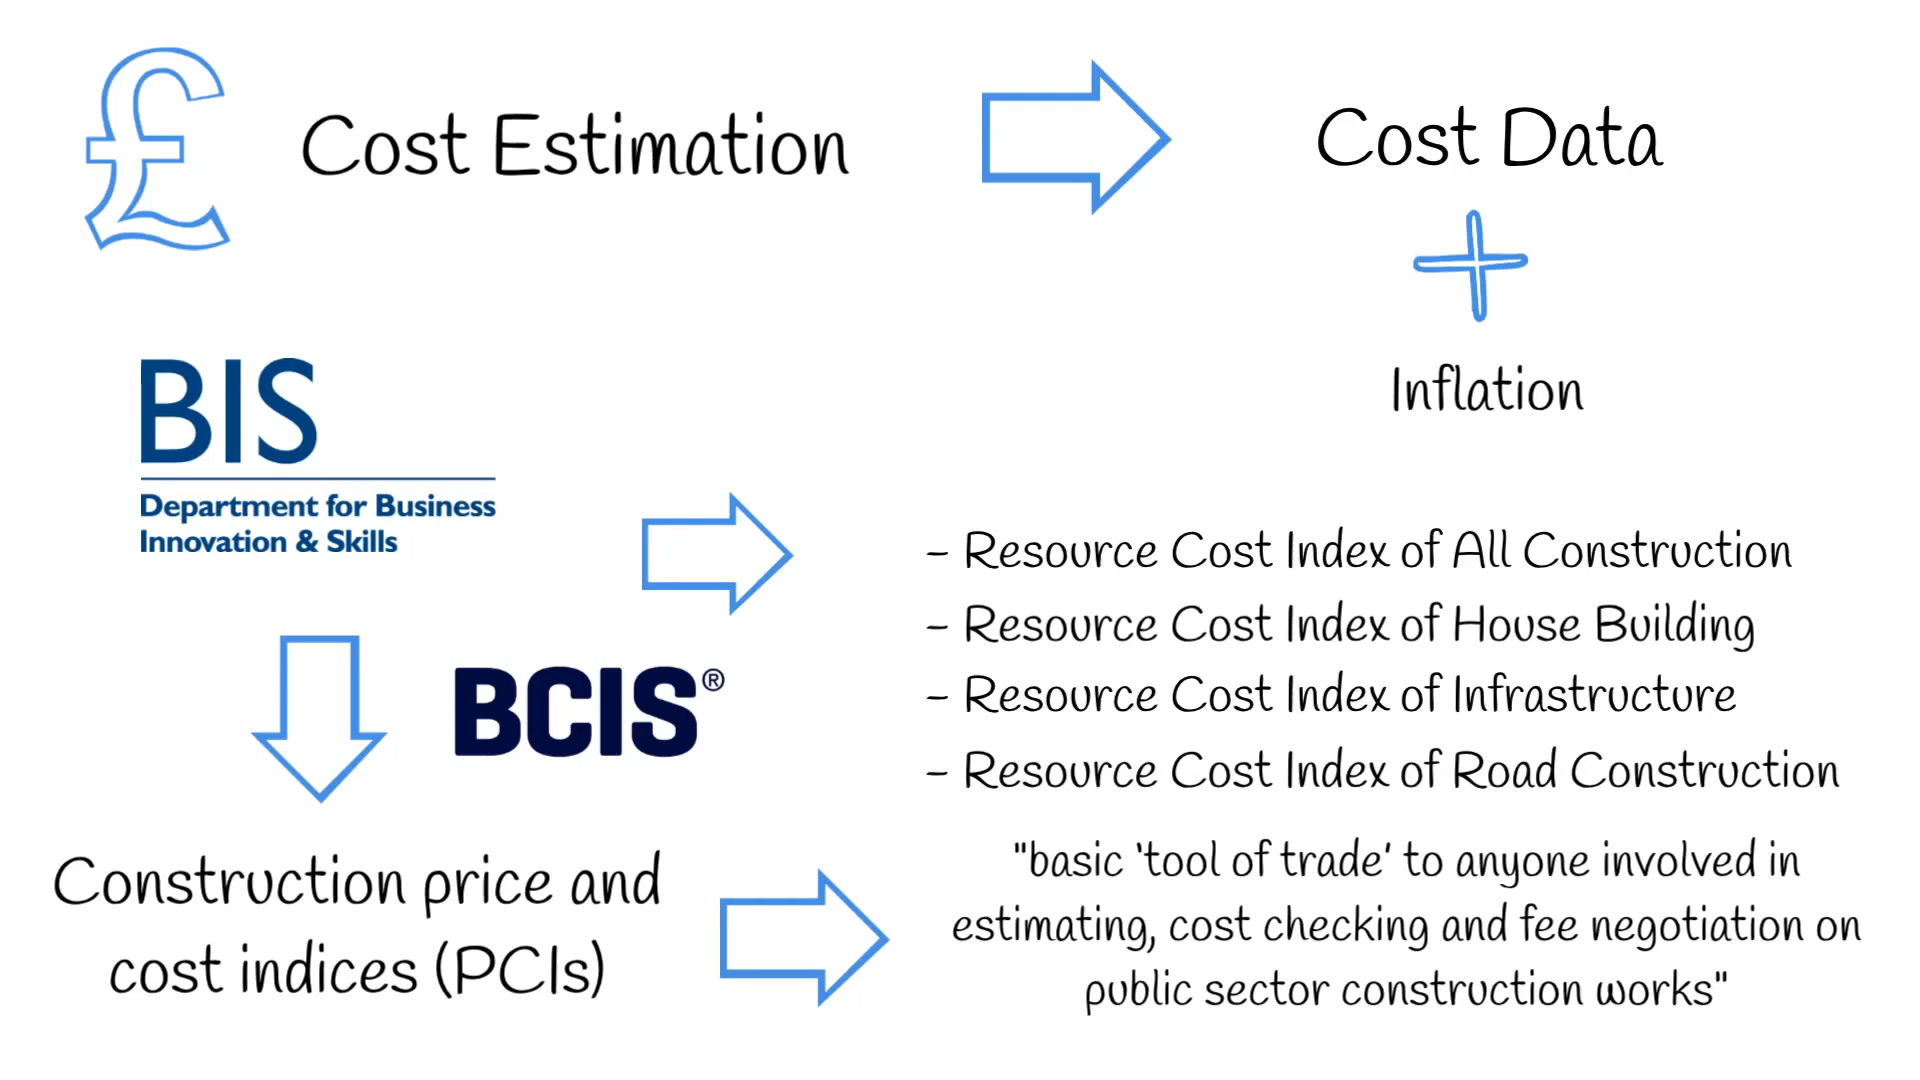 £ Cost Estimation
Cost Data
Inflation
BIS
Department for Business
Innovation & Skills
- Resource Cost Index of All Construction
- Resource Cost Index of House Building
- Resource Cost Index of Infrastructure
- Resource Cost Index of Road Construction
BCIS®
Construction price and
cost indices (PCIs)
"basic ‘tool of trade’ to anyone involved in
estimating, cost checking and fee negotiation on
public sector construction works"